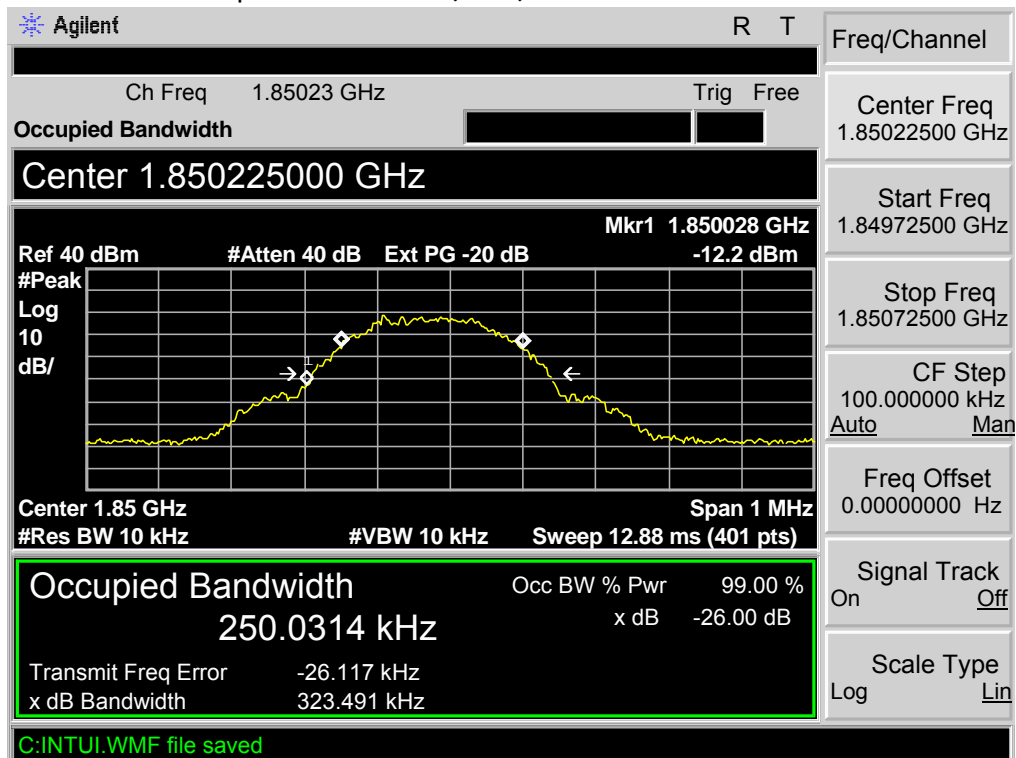 Agilent R T
Ch Freq 1.85023 GHz Trig Free
Occupied Bandwidth
Center 1.850225000 GHz
Mkr1 1.850028 GHz
Ref 40 dBm #Atten 40 dB Ext PG -20 dB -12.2 dBm
#Peak
Log
10
dB/
1
Center 1.85 GHz Span 1 MHz
#Res BW 10 kHz #VBW 10 kHz Sweep 12.88 ms (401 pts)
Occupied Bandwidth
250.0314 kHz
Occ BW % Pwr 99.00 %
x dB -26.00 dB
Transmit Freq Error -26.117 kHz
x dB Bandwidth 323.491 kHz
C:INTUI.WMF file saved
Freq/Channel
Center Freq
1.85022500 GHz
Start Freq
1.84972500 GHz
Stop Freq
1.85072500 GHz
CF Step
100.000000 kHz
Auto Man
Freq Offset
0.00000000 Hz
Signal Track
On Off
Scale Type
Log Lin